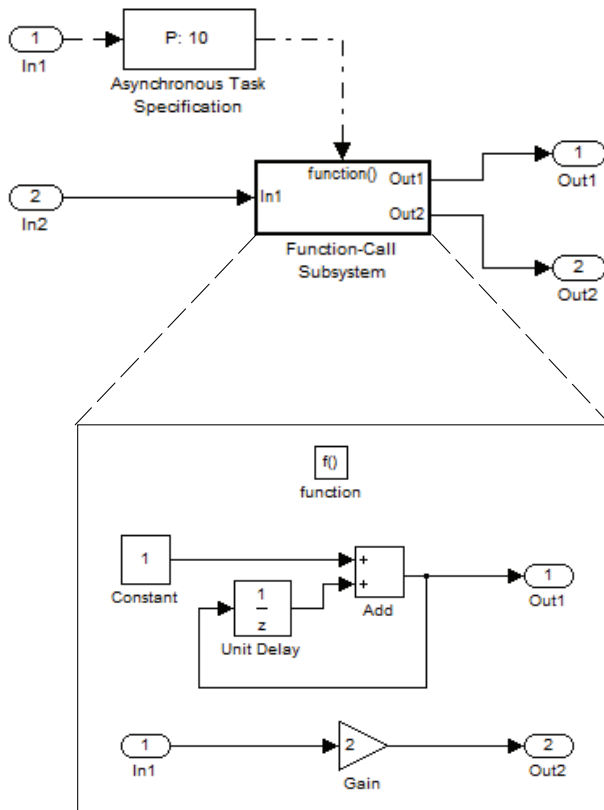 1
In1
P: 10
Asynchronous Task
Specification
2
In2
function()
In1
Out1
Out2
Function-Call
Subsystem
1
Out1
2
Out2
f()
function
1
Constant
1
z
Unit Delay
+
+
Add
1
Out1
1
In1
2
Gain
2
Out2